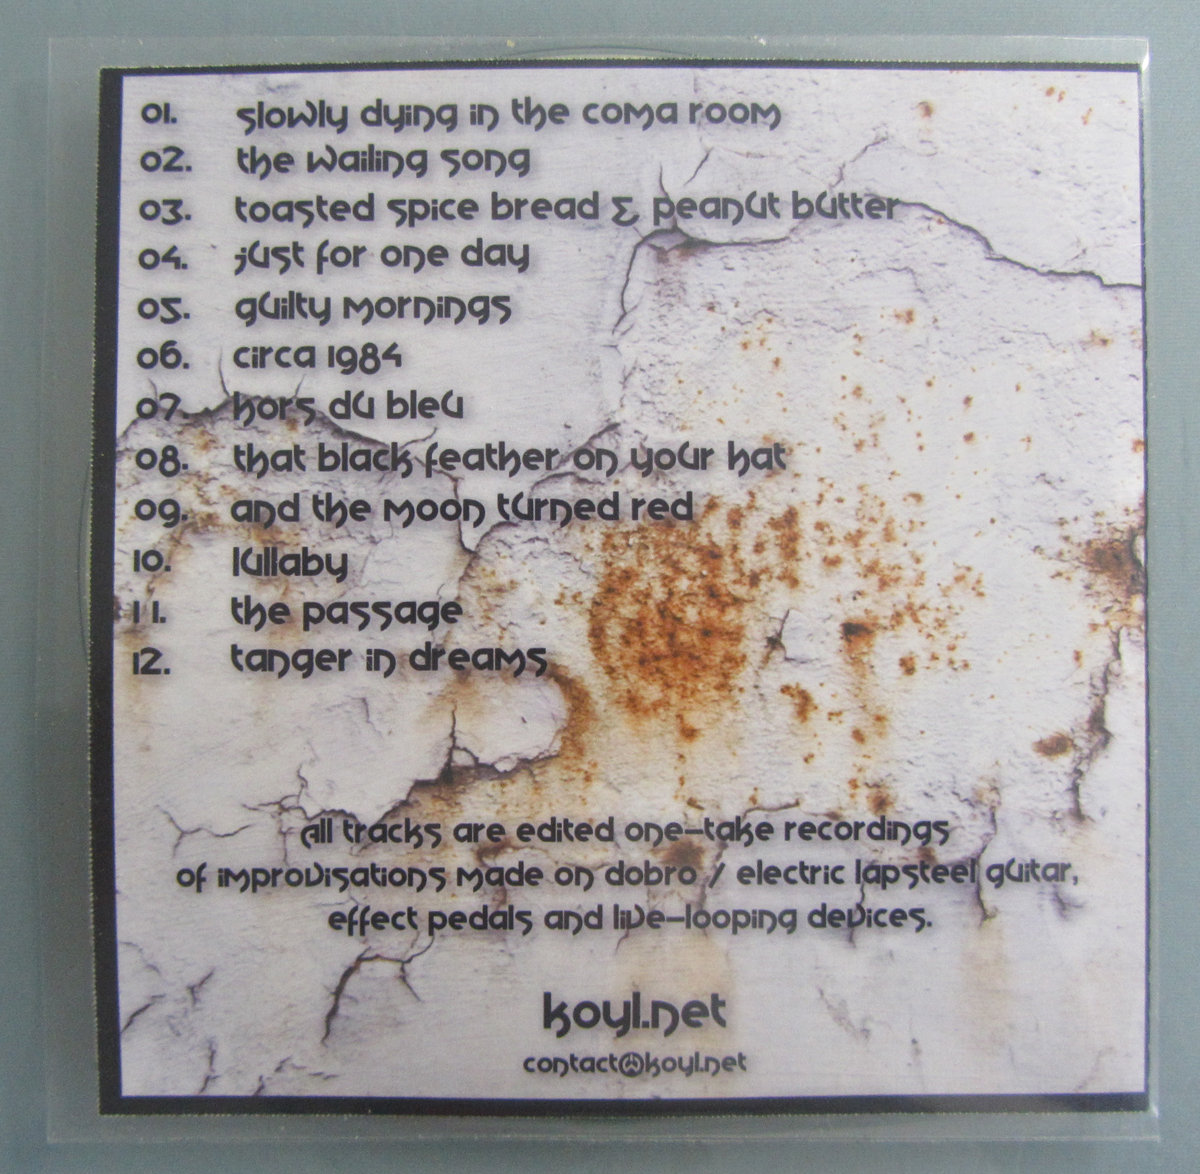 01. slowly dying in the coma room
02. the wailing song
03. toasted spice bread & peanut butter
04. just for one day
05. guilty mornings
06. circa 1984
07. hors du bleu
08. that black feather on your hat
09. and the moon turned red
10. lullaby
11. the passage
12. tanger in dreams
all tracks are edited one-take recordings
of improvisations made on dobro / electric lapsteel guitar,
effect pedals and live-looping devices.
koyl.net
contact@koyl.net